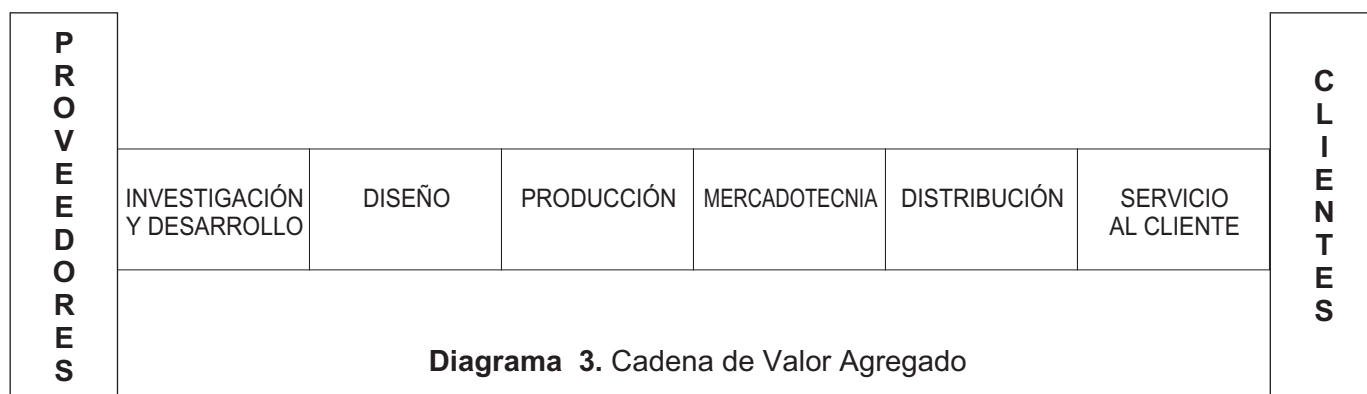 PROVEEDORES
INVESTIGACIÓN
Y DESARROLLO
DISEÑO
PRODUCCIÓN
MERCADOTECNIA
DISTRIBUCIÓN
SERVICIO
AL CLIENTE
CLIENTES
Diagrama 3. Cadena de Valor Agregado